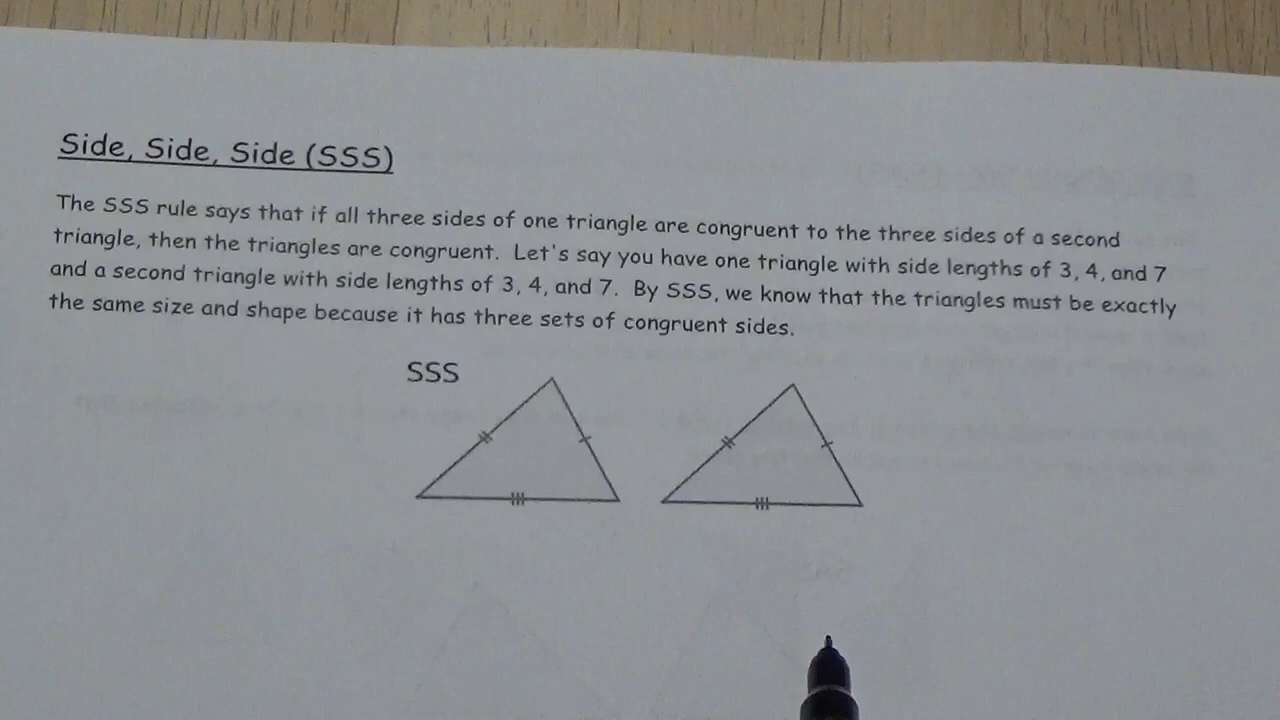 Side, Side, Side (SSS)
The SSS rule says that if all three sides of one triangle are congruent to the three sides of a second
triangle, then the triangles are congruent.  Let's say you have one triangle with side lengths of 3, 4, and 7
and a second triangle with side lengths of 3, 4, and 7.  By SSS, we know that the triangles must be exactly
the same size and shape because it has three sets of congruent sides.
SSS